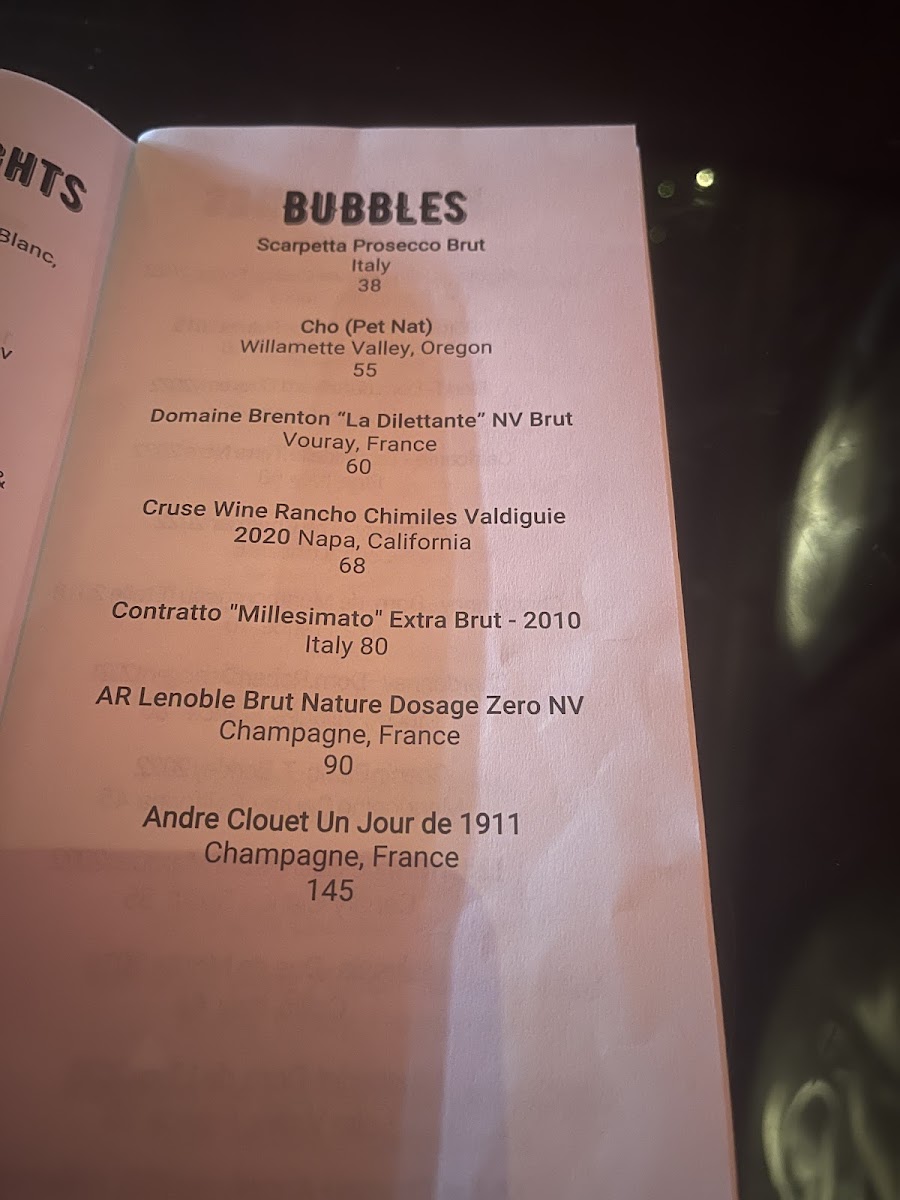 GHTS
Blanc,
v
&
BUBBLES
Scarpetta Prosecco Brut
Italy
38
Cho (Pet Nat)
Willamette Valley, Oregon
55
Domaine Brenton “La Dilettante” NV Brut
Vouray, France
60
Cruse Wine Rancho Chimiles Valdiguie
2020 Napa, California
68
Contratto "Millesimato" Extra Brut - 2010
Italy 80
AR Lenoble Brut Nature Dosage Zero NV
Champagne, France
90
Andre Clouet Un Jour de 1911
Champagne, France
145